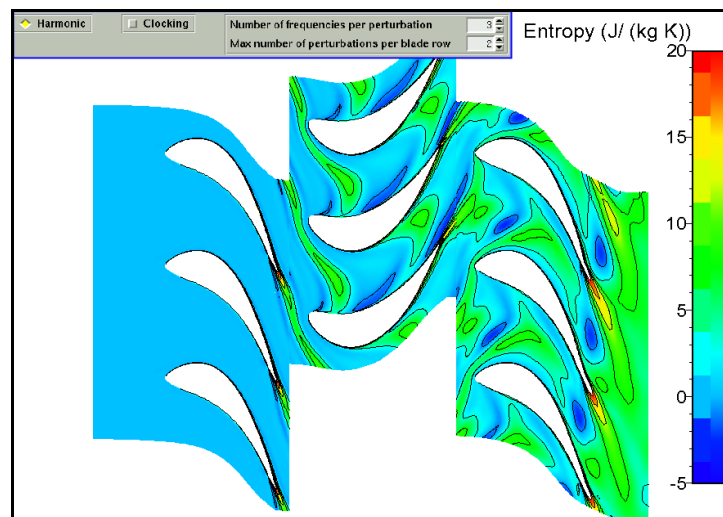 Harmonic
Clocking
Number of frequencies per perturbation 3
Max number of perturbations per blade row 2
Entropy (J/ (kg K))
20
15
10
5
0
-5